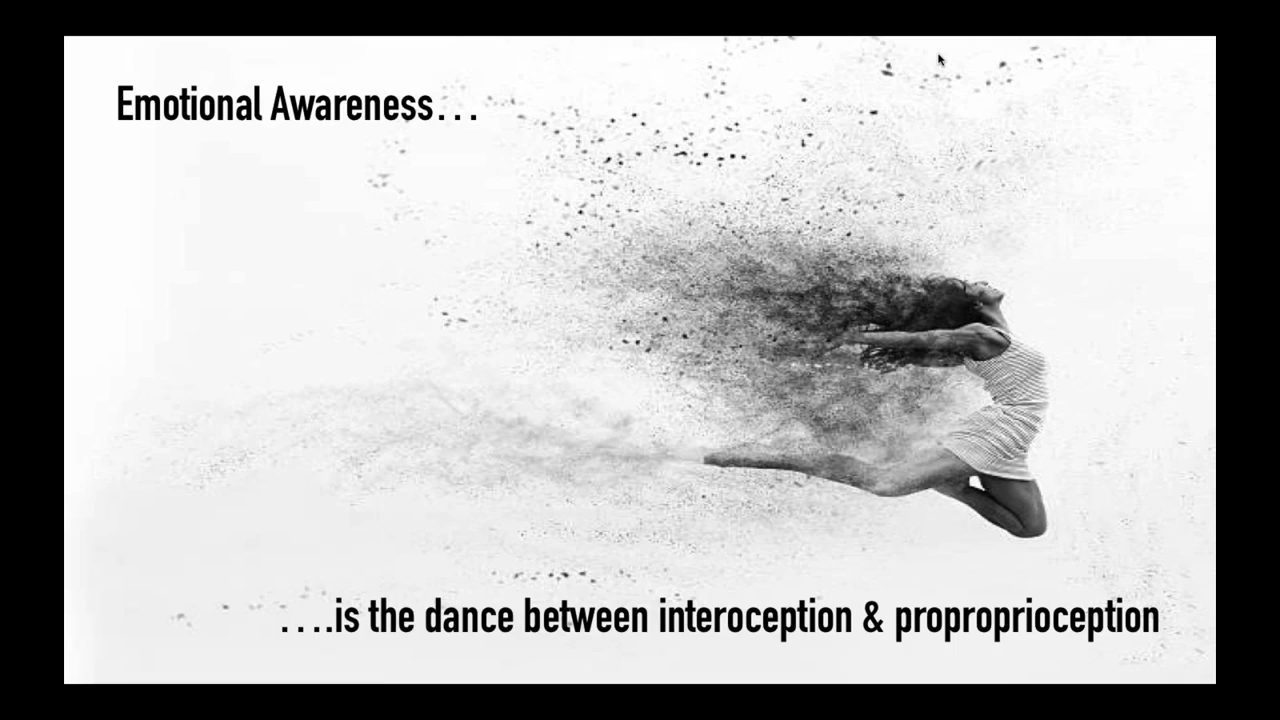 Emotional Awareness...
....is the dance between interoception & proproprioception